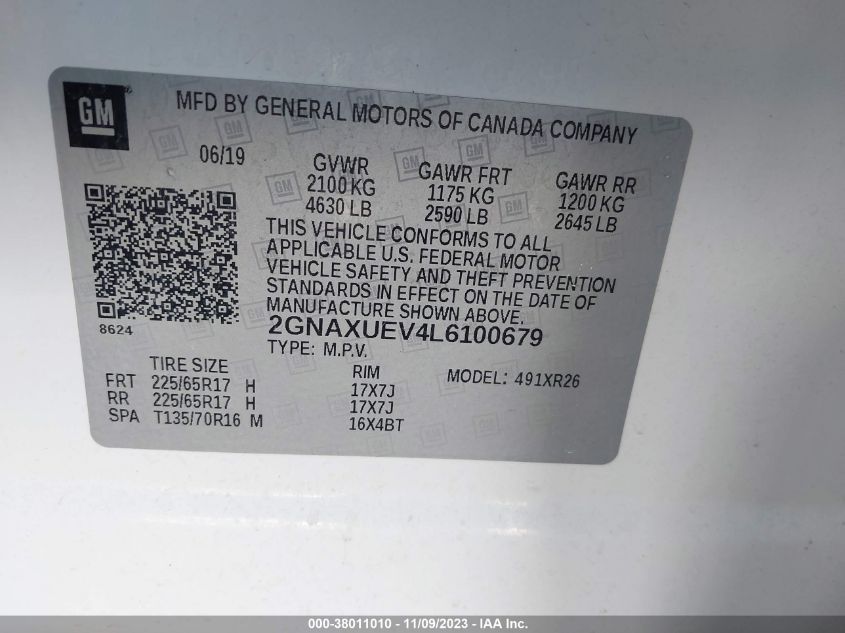 GM
MFD BY GENERAL MOTORS OF CANADA COMPANY
06/19
GVWR
2100 KG
4630 LB
GAWR FRT
1175 KG
2590 LB
GAWR RR
1200 KG
2645 LB
THIS VEHICLE CONFORMS TO ALL
APPLICABLE U.S. FEDERAL MOTOR
VEHICLE SAFETY AND THEFT PREVENTION
STANDARDS IN EFFECT ON THE DATE OF
MANUFACTURE SHOWN ABOVE.
8624
2GNAXUEV4L6100679
TYPE: M.P.V.
TIRE SIZE RIM MODEL: 491XR26
FRT 225/65R17 H 17X7J
RR 225/65R17 H 17X7J
SPA T135/70R16 M 16X4BT
000-38011010 - 11/09/2023 - IAA Inc.